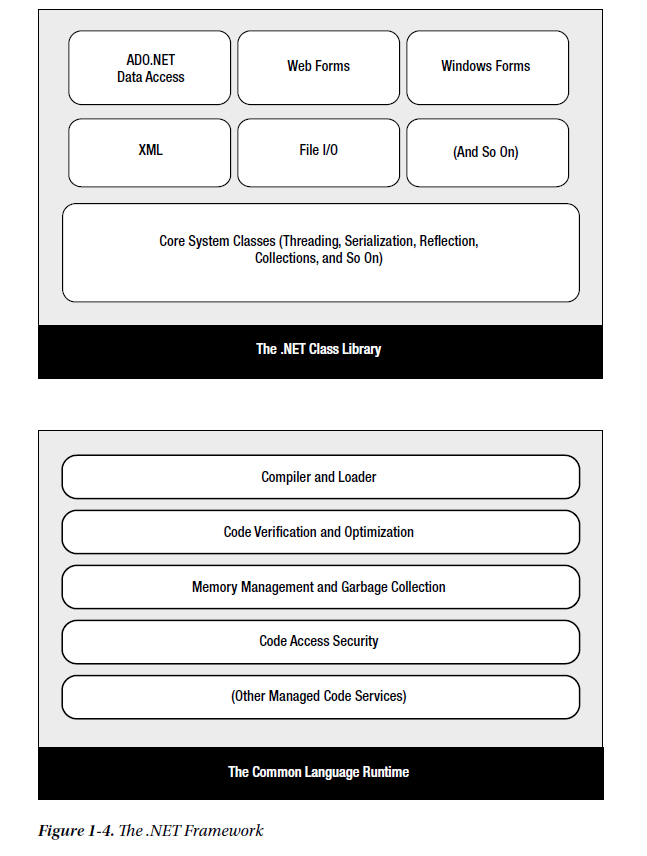 ADO.NET
Data Access
Web Forms
Windows Forms
XML
File I/O
(And So On)
Core System Classes (Threading, Serialization, Reflection,
Collections, and So On)
The .NET Class Library
Compiler and Loader
Code Verification and Optimization
Memory Management and Garbage Collection
Code Access Security
(Other Managed Code Services)
The Common Language Runtime
Figure 1-4. The .NET Framework